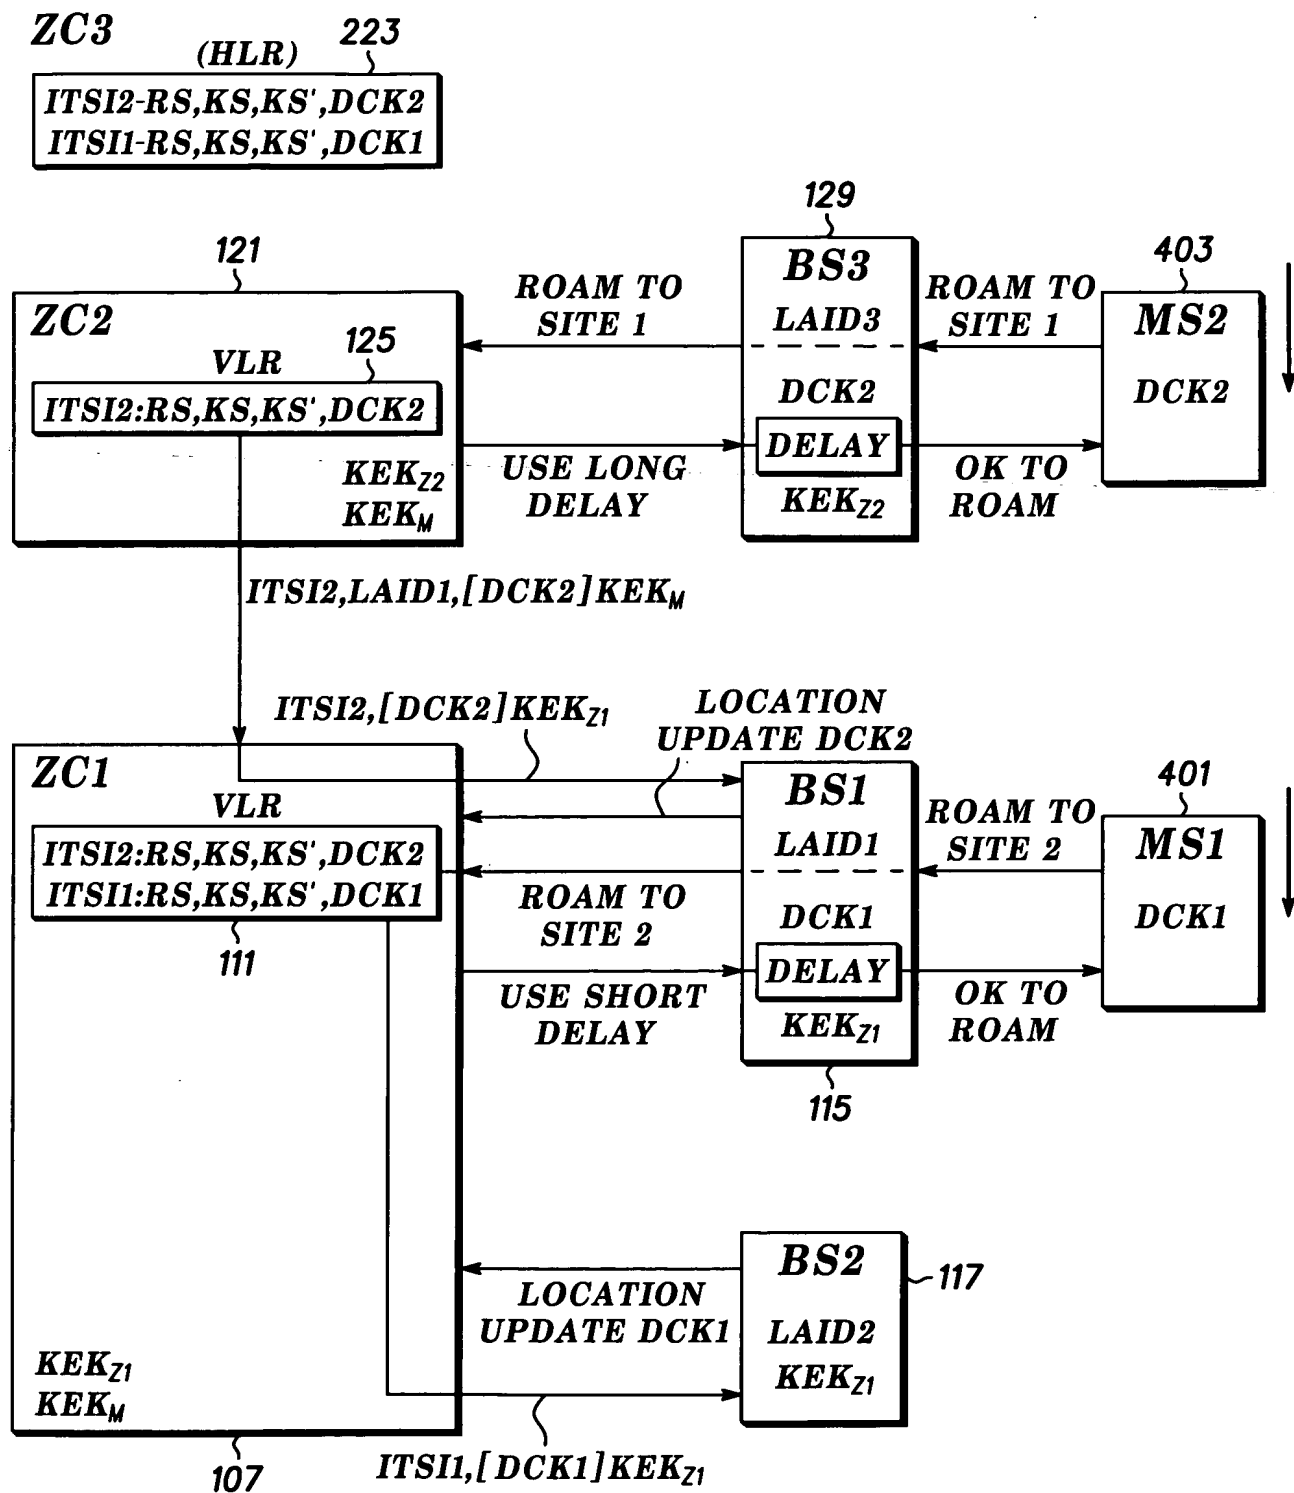 ZC3
(HLR)
223
ITSI2-RS,KS,KS',DCK2
ITSI1-RS,KS,KS',DCK1
121
ZC2
VLR
125
ITSI2:RS,KS,KS',DCK2
KEKZ2
KEKM
ROAM TO
SITE 1
USE LONG
DELAY
129
BS3
LAID3
DCK2
DELAY
KEKZ2
ROAM TO
SITE 1
OK TO
ROAM
403
MS2
DCK2
ITSI2,LAID1,[DCK2]KEKM
ITSI2,[DCK2]KEKZ1
LOCATION
UPDATE DCK2
ZC1
VLR
ITSI2:RS,KS,KS',DCK2
ITSI1:RS,KS,KS',DCK1
111
ROAM TO
SITE 2
USE SHORT
DELAY
BS1
LAID1
DCK1
DELAY
KEKZ1
115
ROAM TO
SITE 2
OK TO
ROAM
401
MS1
DCK1
LOCATION
UPDATE DCK1
BS2
LAID2
KEKZ1
117
KEKZ1
KEKM
107
ITSI1,[DCK1]KEKZ1